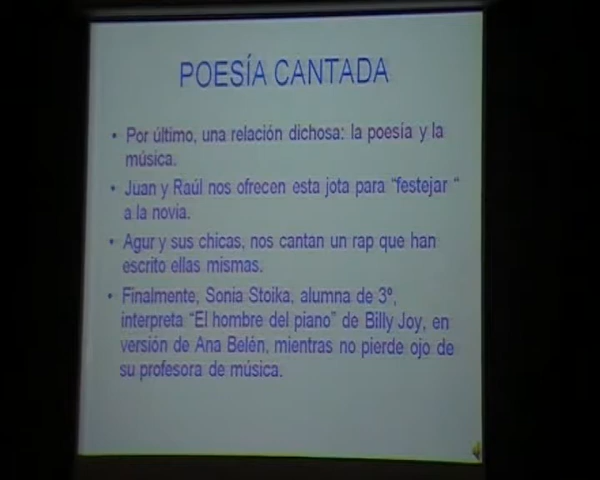 POESÍA CANTADA
• Por último, una relación dichosa: la poesía y la
música.
• Juan y Raúl nos ofrecen esta jota para "festejar "
a la novia.
• Agur y sus chicas, nos cantan un rap que han
escrito ellas mismas.
• Finalmente, Sonia Stoika, alumna de 3º,
interpreta "El hombre del piano" de Billy Joy, en
versión de Ana Belén, mientras no pierde ojo de
su profesora de música.